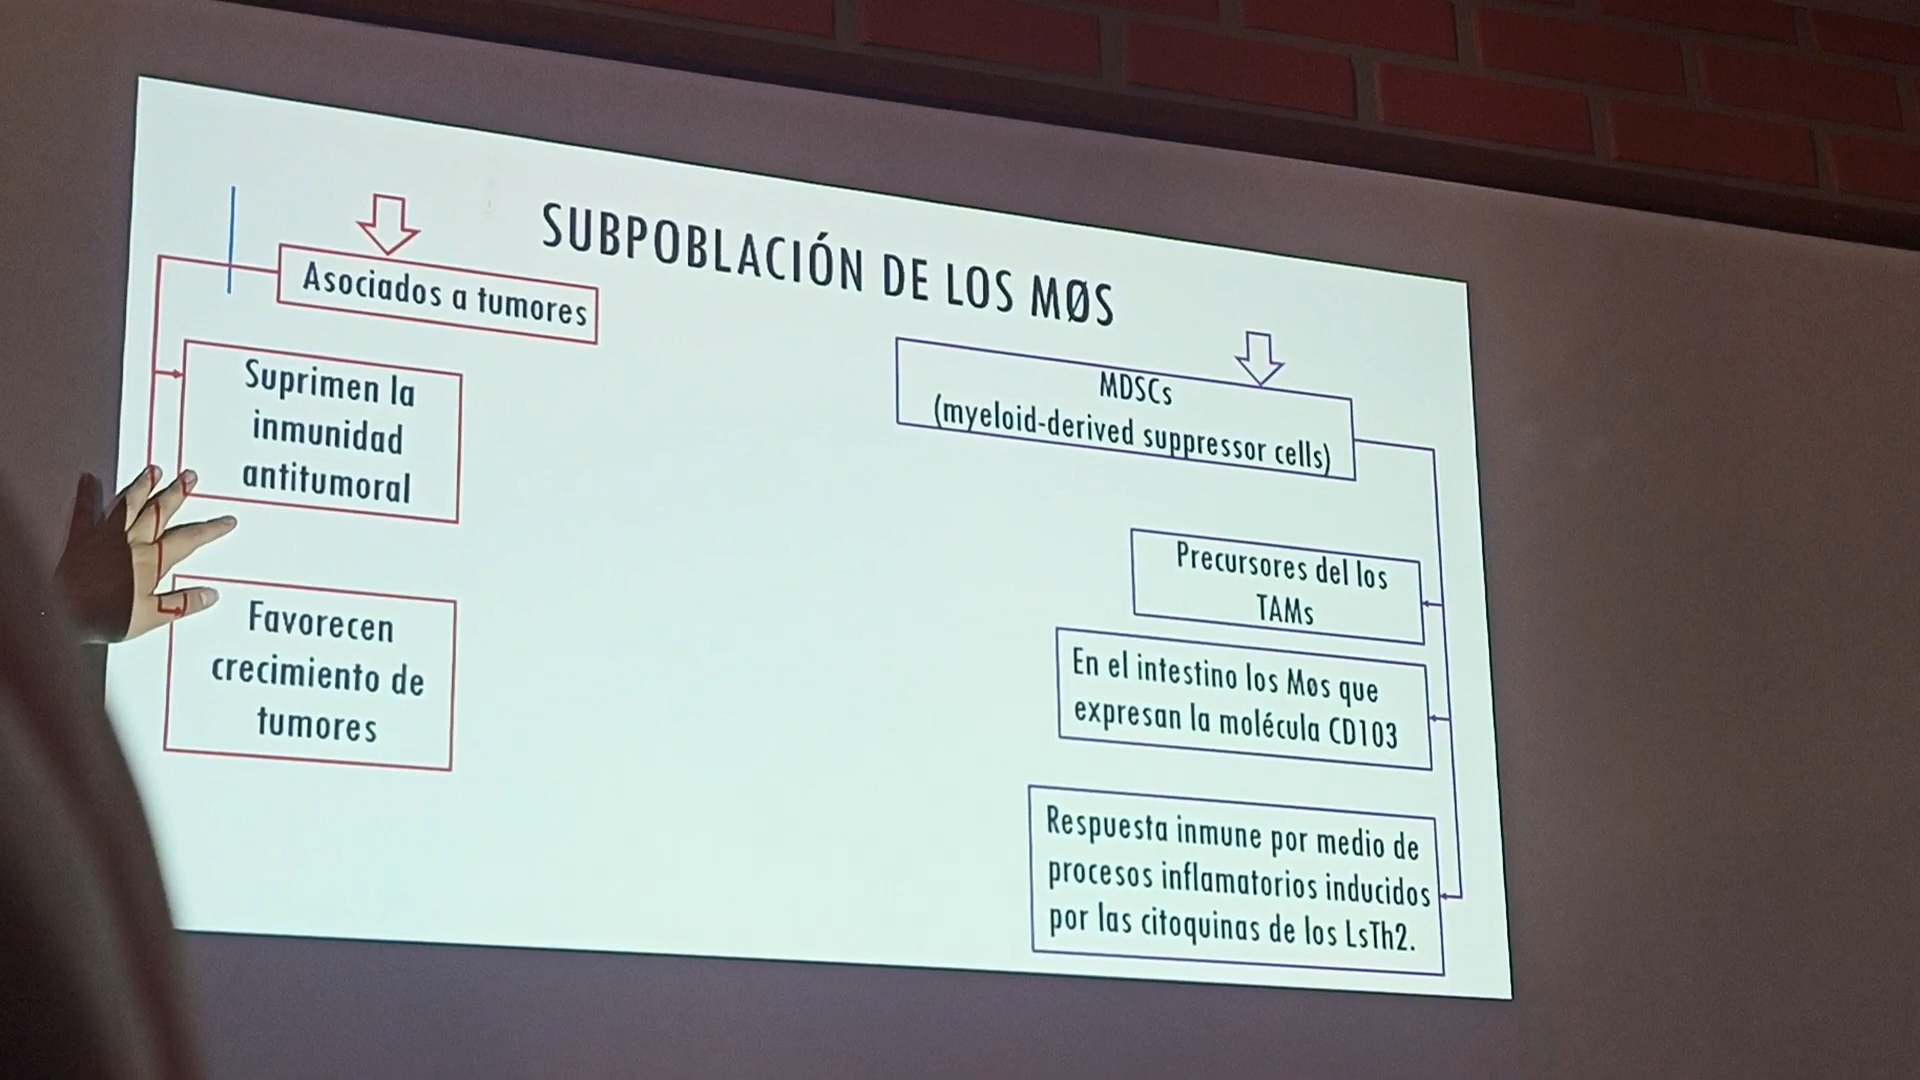 SUBPOBLACIÓN DE LOS MØS
Asociados a tumores
Suprimen la
inmunidad
antitumoral
Favorecen
crecimiento de
tumores
MDSCs
(myeloid-derived suppressor cells)
Precursores del los
TAMs
En el intestino los Møs que
expresan la molécula CD103
Respuesta inmune por medio de
procesos inflamatorios inducidos
por las citoquinas de los LsTh2.